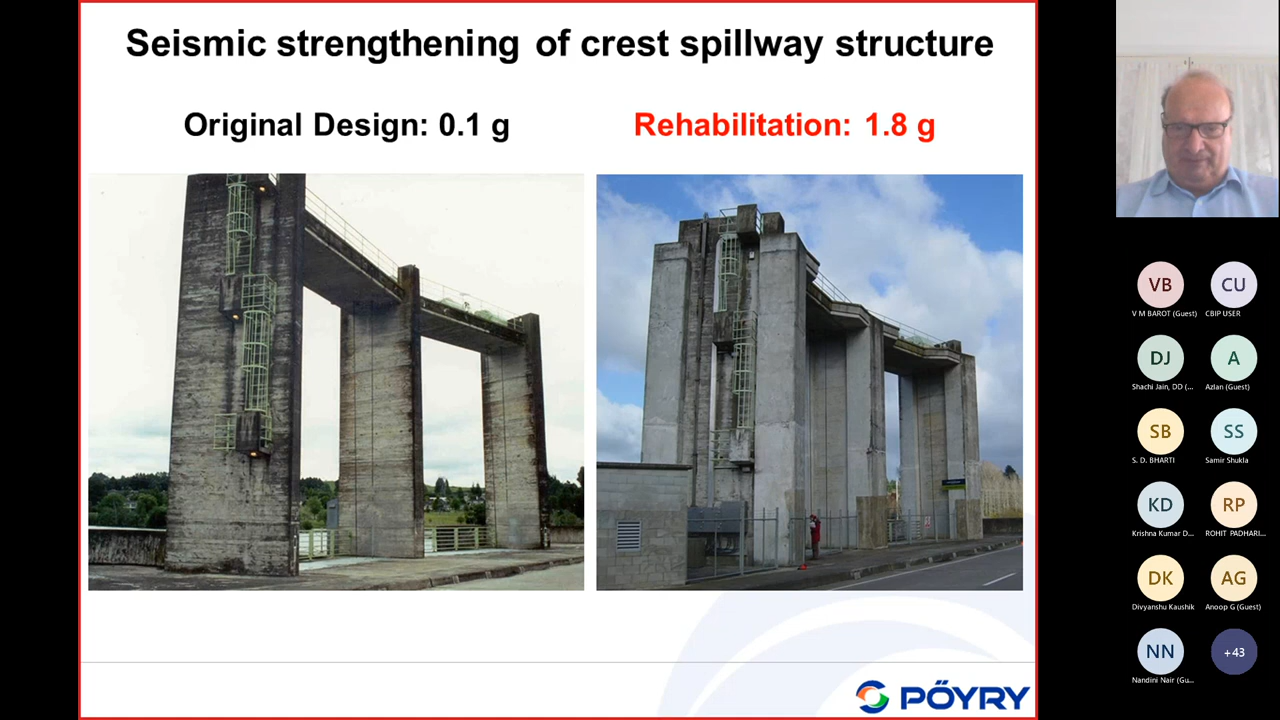 Seismic strengthening of crest spillway structure
Original Design: 0.1 g
Rehabilitation: 1.8 g
PÖYRY
VB
V M BAROT (Guest)
CU
CBIP USER
DJ
Shachi Jain, DD (...
A
Azlan (Guest)
SB
S. D. BHARTI
SS
Samir Shukla
KD
Krishna Kumar D...
RP
ROHIT PADHARI...
DK
Divyanshu Kaushik
AG
Anoop G (Guest)
NN
Nandini Nair (Gu...
+43